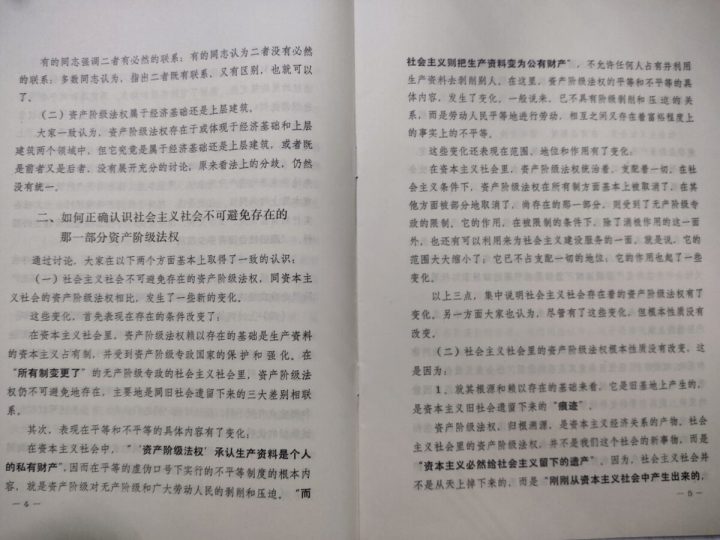 有的同志强调二者有必然的联系；有的同志认为二者没有必然
的联系；多数同志认为，指出二者既有联系，又有区别，也就可以
了。
（二）资产阶级法权属于经济基础还是上层建筑。
大家一致认为，资产阶级法权存在于或体现于经济基础和上层
建筑两个领域中，但它究竟是属于经济基础还是上层建筑，或者既
是前者又是后者，没有展开充分的讨论，原来看法上的分歧，仍然
没有统一。
二、如何正确认识社会主义社会不可避免存在的
那一部分资产阶级法权
通过讨论，大家在以下两个方面基本上取得了一致的认识：
（一）社会主义社会不可避免存在的资产阶级法权，同资本主
义社会的资产阶级法权相比，发生了一些新的变化。
这些变化，首先表现在存在的条件改变了：
在资本主义社会里，资产阶级法权赖以存在的基础是生产资料
的资本主义占有制，并受到资产阶级专政国家的保护和强化。在
“所有制变更了”的无产阶级专政的社会主义社会里，资产阶级法
权仍不可避免地存在，主要地是同旧社会遗留下来的三大差别相联
系。
其次，表现在平等和不平等的具体内容有了变化：
在资本主义社会中，“‘资产阶级法权’承认生产资料是个人
的私有财产”，因而在平等的虚伪口号下实行的不平等制度的根本内
容，就是资产阶级对无产阶级和广大劳动人民的剥削和压迫。“而
— 4 —
社会主义则把生产资料变为公有财产”，不允许任何人占有并利用
生产资料去剥削别人。在这里，资产阶级法权的平等和不平等的具
体内容，发生了变化，一般说来，已不具有阶级剥削和压迫的关
系，而是劳动人民平等地进行劳动，相互之间又存在着富裕程度上
的事实上的不平等。
这些变化还表现在范围、地位和作用有了变化：
在资本主义社会里，资产阶级法权统治着、支配着一切。在社
会主义条件下，资产阶级法权在所有制方面基本上被取消了，在其
他方面被部分地取消了，尚存在的那一部分，则受到了无产阶级专
政的限制，它的作用，在被限制的条件下，除了消极作用的这一面
外，也还有可以利用来为社会主义建设服务的一面。就是说，它的
范围大大缩小了；它已不占支配一切的地位；它的作用也起了一些
变化。
以上三点，集中说明社会主义社会存在着的资产阶级法权有了
变化。另一方面大家也认为，尽管有了这些变化，但根本性质没有
改变。
（二）社会主义社会里的资产阶级法权根本性质没有改变。这
是因为：
1、就其根源和赖以存在的基础来看，它是旧基地上产生的，
是资本主义旧社会遗留下来的“痕迹”。
资产阶级法权，归根溯源，是资本主义经济关系的产物。社会主
义社会里的资产阶级法权，并不是我们这个社会的新事物，而是
“资本主义必然给社会主义留下的遗产”，因为，社会主义社会并
不是从天上掉下来的，而是“刚刚从资本主义社会中产生出来的，
— 5 —